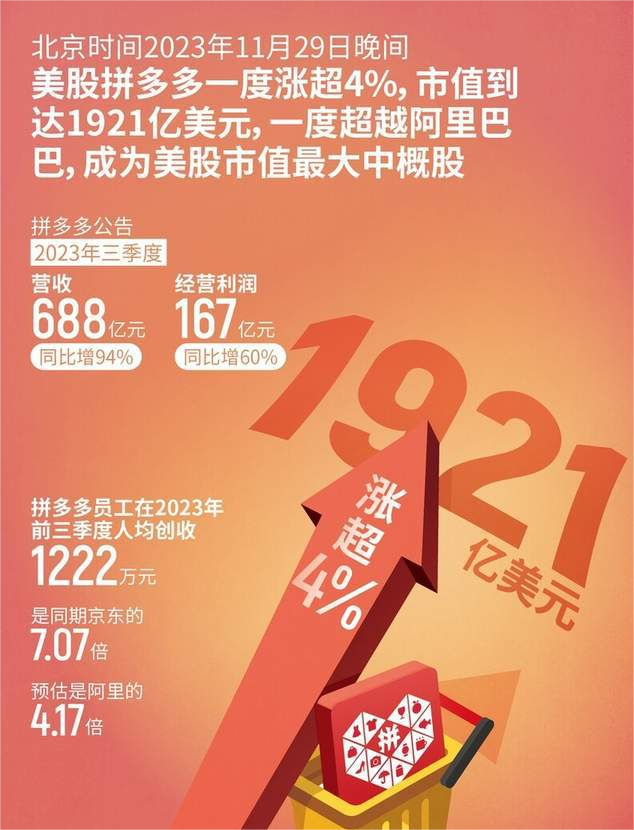 北京时间2023年11月29日晚间
美股拼多多一度涨超4%，市值到
达1921亿美元，一度超越阿里巴
巴，成为美股市值最大中概股
拼多多公告
2023年三季度
营收
688亿元
同比增94%
经营利润
167亿元
同比增60%
1921
亿美元
涨超4%
拼多多员工在2023年
前三季度人均创收
1222万元
是同期京东的
7.07倍
预估是阿里的
4.17倍
拼